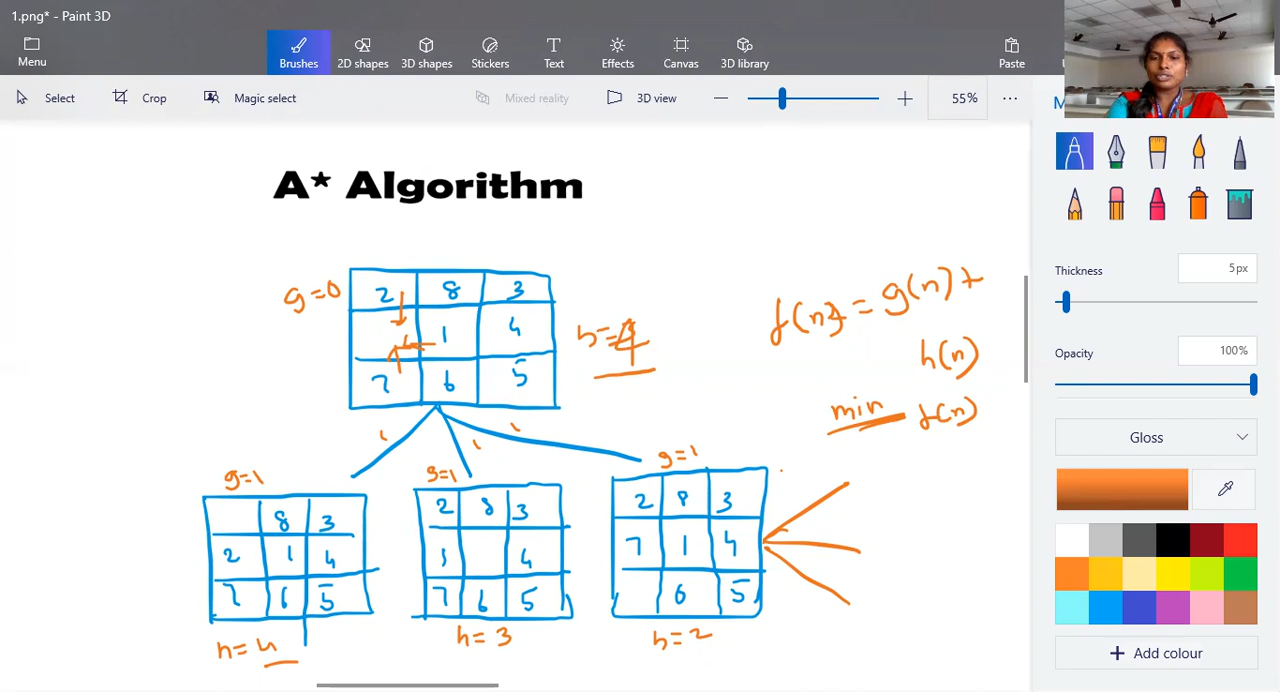 1.png* - Paint 3D
Menu
Brushes
2D shapes
3D shapes
Stickers
Text
Effects
Canvas
3D library
Paste
Select
Crop
Magic select
Mixed reality
3D view
55%
A* Algorithm
Thickness
5px
Opacity
100%
Gloss
Add colour
g=0
2 8 3
1 4
7 6 5
h=4
f(n) = g(n)+
h(n)
min f(n)
1 1 1
g=1
8 3
2 1 4
7 6 5
h=4
g=1
2 8 3
1 4
7 6 5
h=3
g=1
2 8 3
7 1 4
6 5
h=2